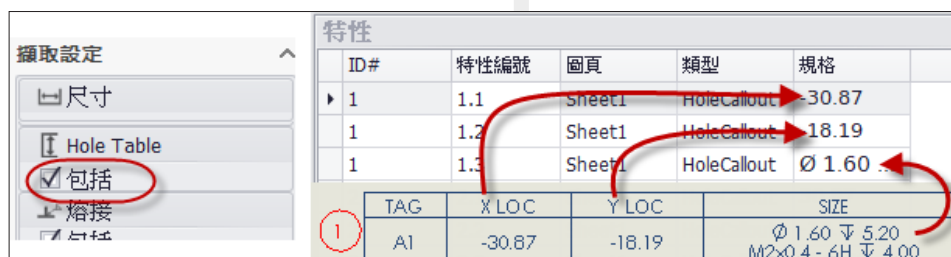 擷取設定
尺寸
Hole Table
包括
熔接
包括
特性
ID# 特性編號 圖頁 類型 規格
1 1.1 Sheet1 HoleCallout -30.87
1 1.2 Sheet1 HoleCallout -18.19
1 1.3 Sheet1 HoleCallout Ø 1.60 ...
TAG X LOC Y LOC SIZE
1 A1 -30.87 -18.19 Ø 1.60 ↧ 5.20
M2x0.4 - 6H ↧ 4.00